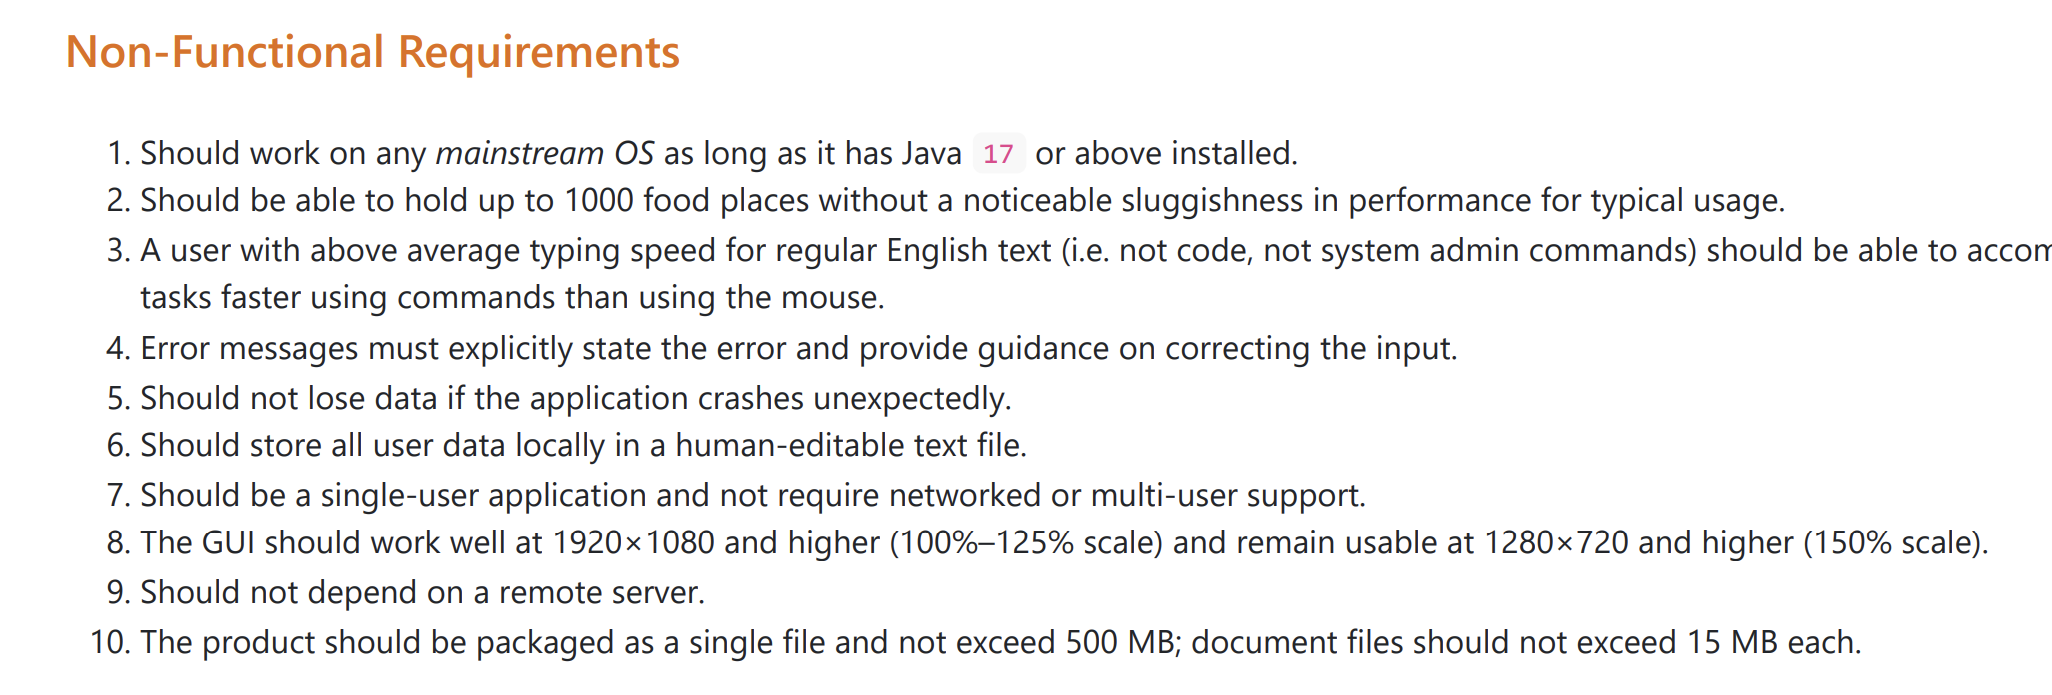 Non-Functional Requirements
1. Should work on any mainstream OS as long as it has Java 17 or above installed.
2. Should be able to hold up to 1000 food places without a noticeable sluggishness in performance for typical usage.
3. A user with above average typing speed for regular English text (i.e. not code, not system admin commands) should be able to
tasks faster using commands than using the mouse.
4. Error messages must explicitly state the error and provide guidance on correcting the input.
5. Should not lose data if the application crashes unexpectedly.
6. Should store all user data locally in a human-editable text file.
7. Should be a single-user application and not require networked or multi-user support.
8. The GUI should work well at 1920×1080 and higher (100%–125% scale) and remain usable at 1280×720 and higher (150% scale).
9. Should not depend on a remote server.
10. The product should be packaged as a single file and not exceed 500 MB; document files should not exceed 15 MB each.